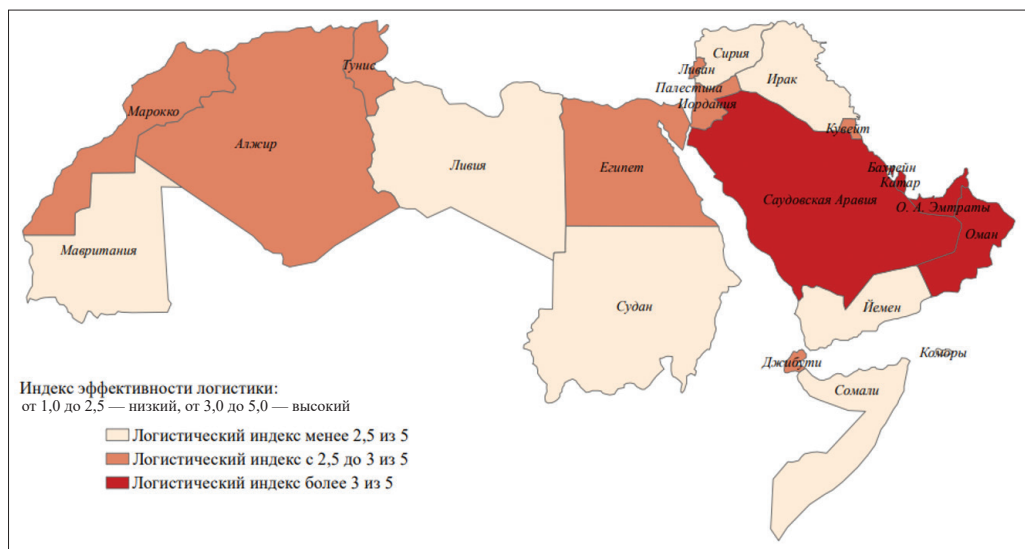 Марокко
Алжир
Тунис
Ливия
Египет
Мавритания
Судан
Сирия
Ливан
Палестина
Иордания
Ирак
Кувейт
Бахрейн
Катар
Саудовская Аравия
О. А. Эмтраты
Оман
Йемен
Джибути
Коморы
Сомали
Индекс эффективности логистики:
от 1,0 до 2,5 — низкий, от 3,0 до 5,0 — высокий
Логистический индекс менее 2,5 из 5
Логистический индекс с 2,5 до 3 из 5
Логистический индекс более 3 из 5